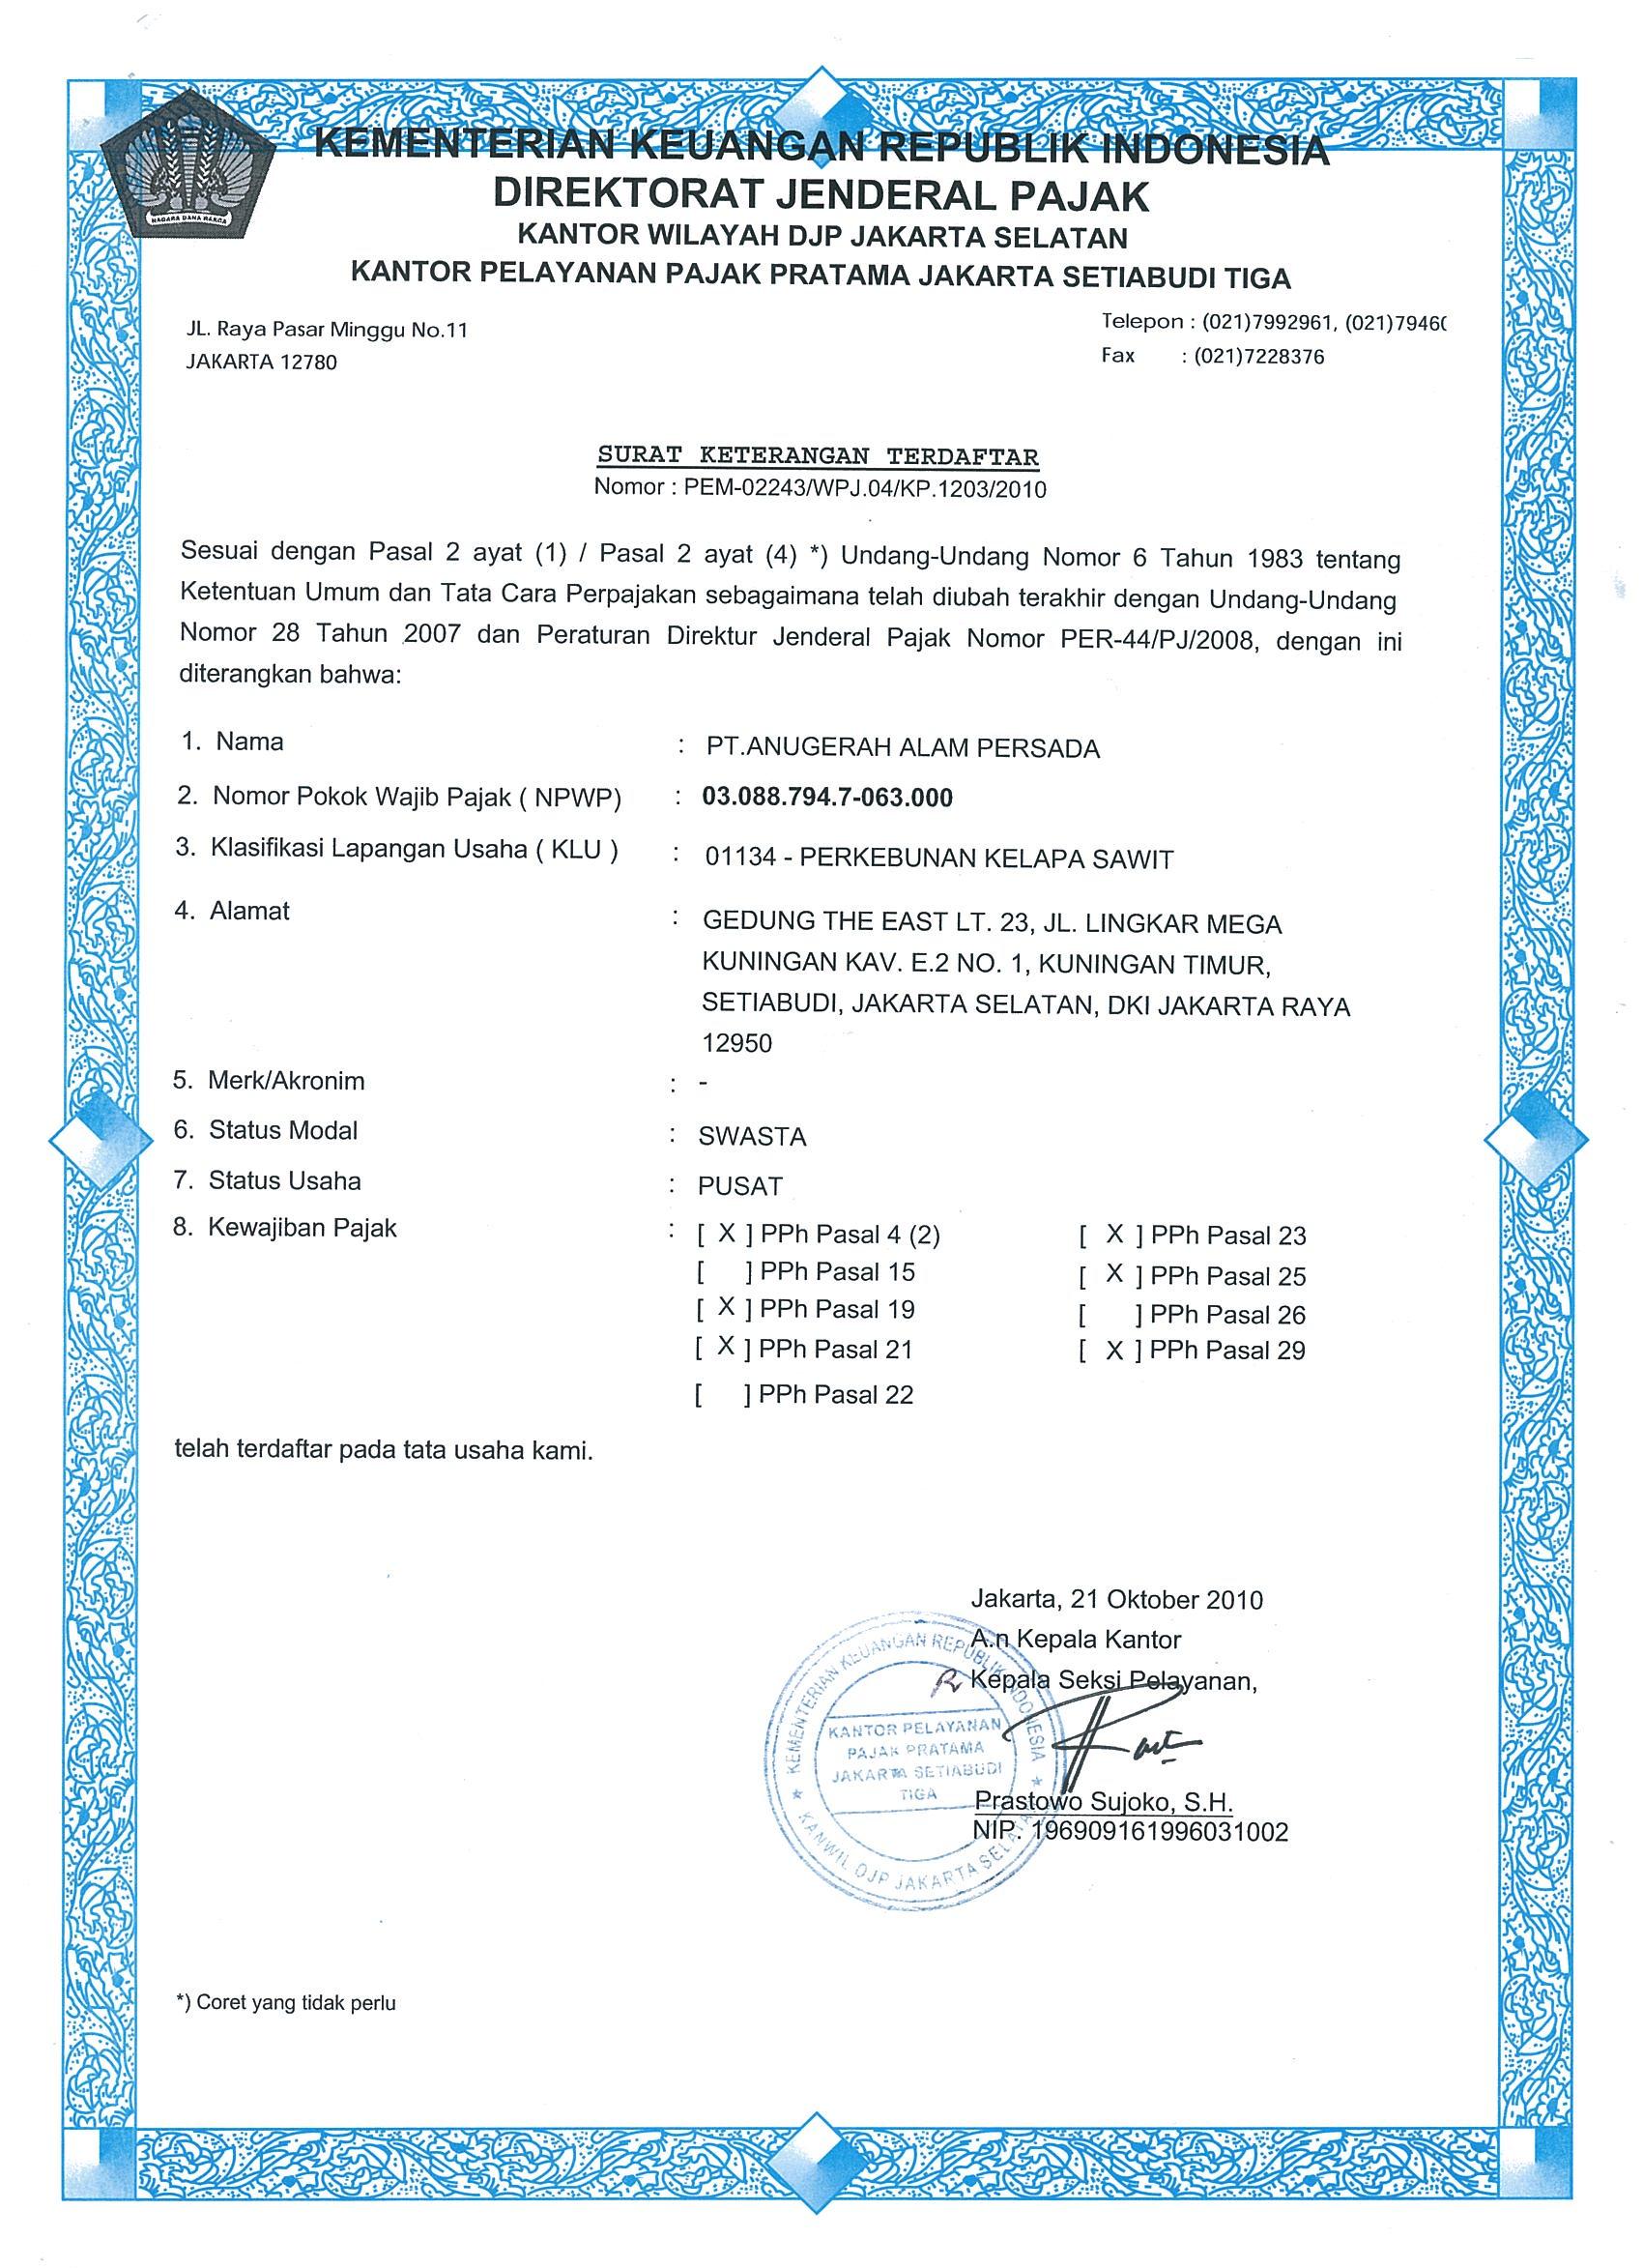 NAGARA DANA RAKCA
KEMENTERIAN KEUANGAN REPUBLIK INDONESIA
DIREKTORAT JENDERAL PAJAK
KANTOR WILAYAH DJP JAKARTA SELATAN
KANTOR PELAYANAN PAJAK PRATAMA JAKARTA SETIABUDI TIGA
JL. Raya Pasar Minggu No.11
JAKARTA 12780
Telepon : (021)7992961, (021)7946(
Fax : (021)7228376
SURAT KETERANGAN TERDAFTAR
Nomor : PEM-02243/WPJ.04/KP.1203/2010
Sesuai dengan Pasal 2 ayat (1) / Pasal 2 ayat (4) *) Undang-Undang Nomor 6 Tahun 1983 tentang
Ketentuan Umum dan Tata Cara Perpajakan sebagaimana telah diubah terakhir dengan Undang-Undang
Nomor 28 Tahun 2007 dan Peraturan Direktur Jenderal Pajak Nomor PER-44/PJ/2008, dengan ini
diterangkan bahwa:
1. Nama : PT.ANUGERAH ALAM PERSADA
2. Nomor Pokok Wajib Pajak ( NPWP) : 03.088.794.7-063.000
3. Klasifikasi Lapangan Usaha ( KLU ) : 01134 - PERKEBUNAN KELAPA SAWIT
4. Alamat : GEDUNG THE EAST LT. 23, JL. LINGKAR MEGA
KUNINGAN KAV. E.2 NO. 1, KUNINGAN TIMUR,
SETIABUDI, JAKARTA SELATAN, DKI JAKARTA RAYA
12950
5. Merk/Akronim : -
6. Status Modal : SWASTA
7. Status Usaha : PUSAT
8. Kewajiban Pajak : [ X ] PPh Pasal 4 (2) [ X ] PPh Pasal 23
[ ] PPh Pasal 15 [ X ] PPh Pasal 25
[ X ] PPh Pasal 19 [ ] PPh Pasal 26
[ X ] PPh Pasal 21 [ X ] PPh Pasal 29
[ ] PPh Pasal 22
telah terdaftar pada tata usaha kami.
Jakarta, 21 Oktober 2010
A.n Kepala Kantor
Kepala Seksi Pelayanan,
KEMENTERIAN KEUANGAN REPUBLIK INDONESIA
KANTOR PELAYANAN
PAJAK PRATAMA
JAKARTA SETIABUDI
TIGA
KANWIL DJP JAKARTA SELATAN
Prastowo Sujoko, S.H.
NIP. 196909161996031002
*) Coret yang tidak perlu